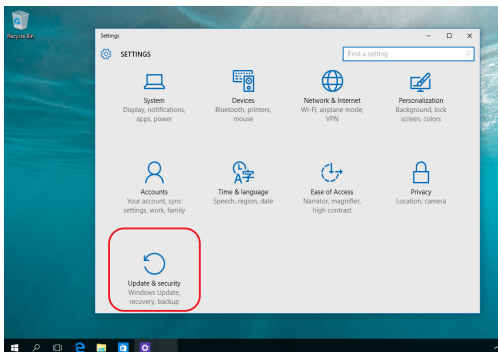 Recycle Bin
Settings
SETTINGS
Find a setting
System
Display, notifications,
apps, power
Devices
Bluetooth, printers,
mouse
Network & Internet
Wi-Fi, airplane mode,
VPN
Personalization
Background, lock
screen, colors
Accounts
Your account, sync
settings, work, family
Time & language
Speech, region, date
Ease of Access
Narrator, magnifier,
high contrast
Privacy
Location, camera
Update & security
Windows Update,
recovery, backup